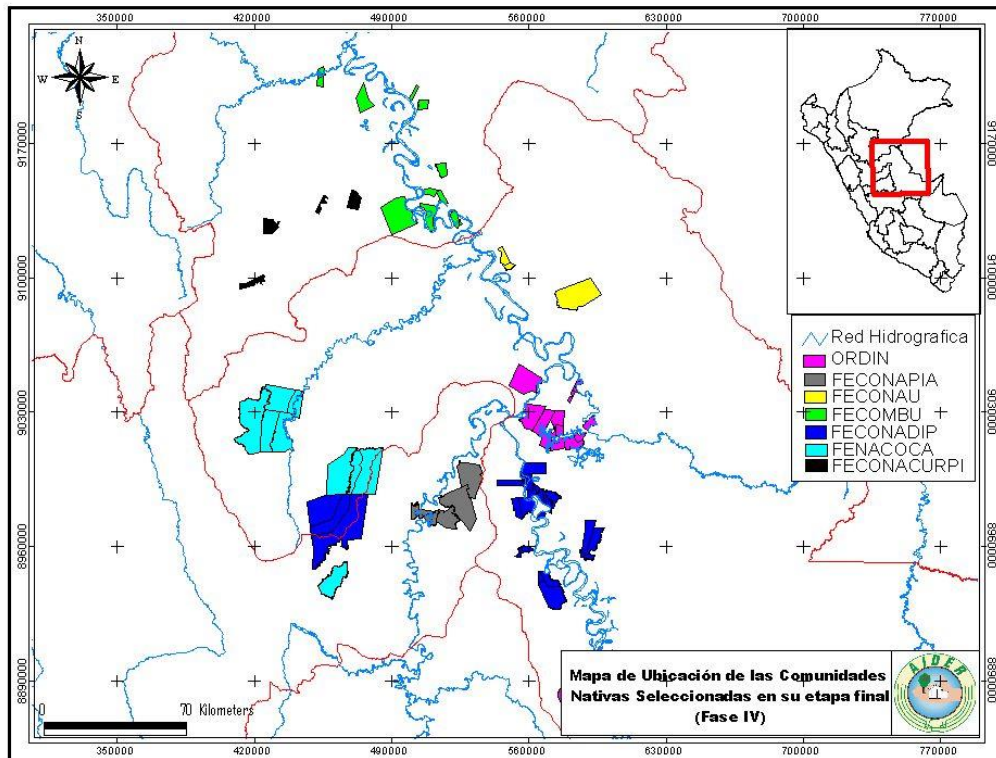 350000 420000 490000 560000 630000 700000 770000
N
W E
S
9170000 9170000
9100000 9100000
9030000 9030000
8960000 8960000
8890000 8890000
Red Hidrografica
ORDIN
FECONAPIA
FECONAU
FECOMBU
FECONADIP
FENACOCA
FECONACURPI
Mapa de Ubicación de las Comunidades
Nativas Seleccionadas en su etapa final
(Fase IV)
AIDER
0 70 Kilometers
350000 420000 490000 560000 630000 700000 770000